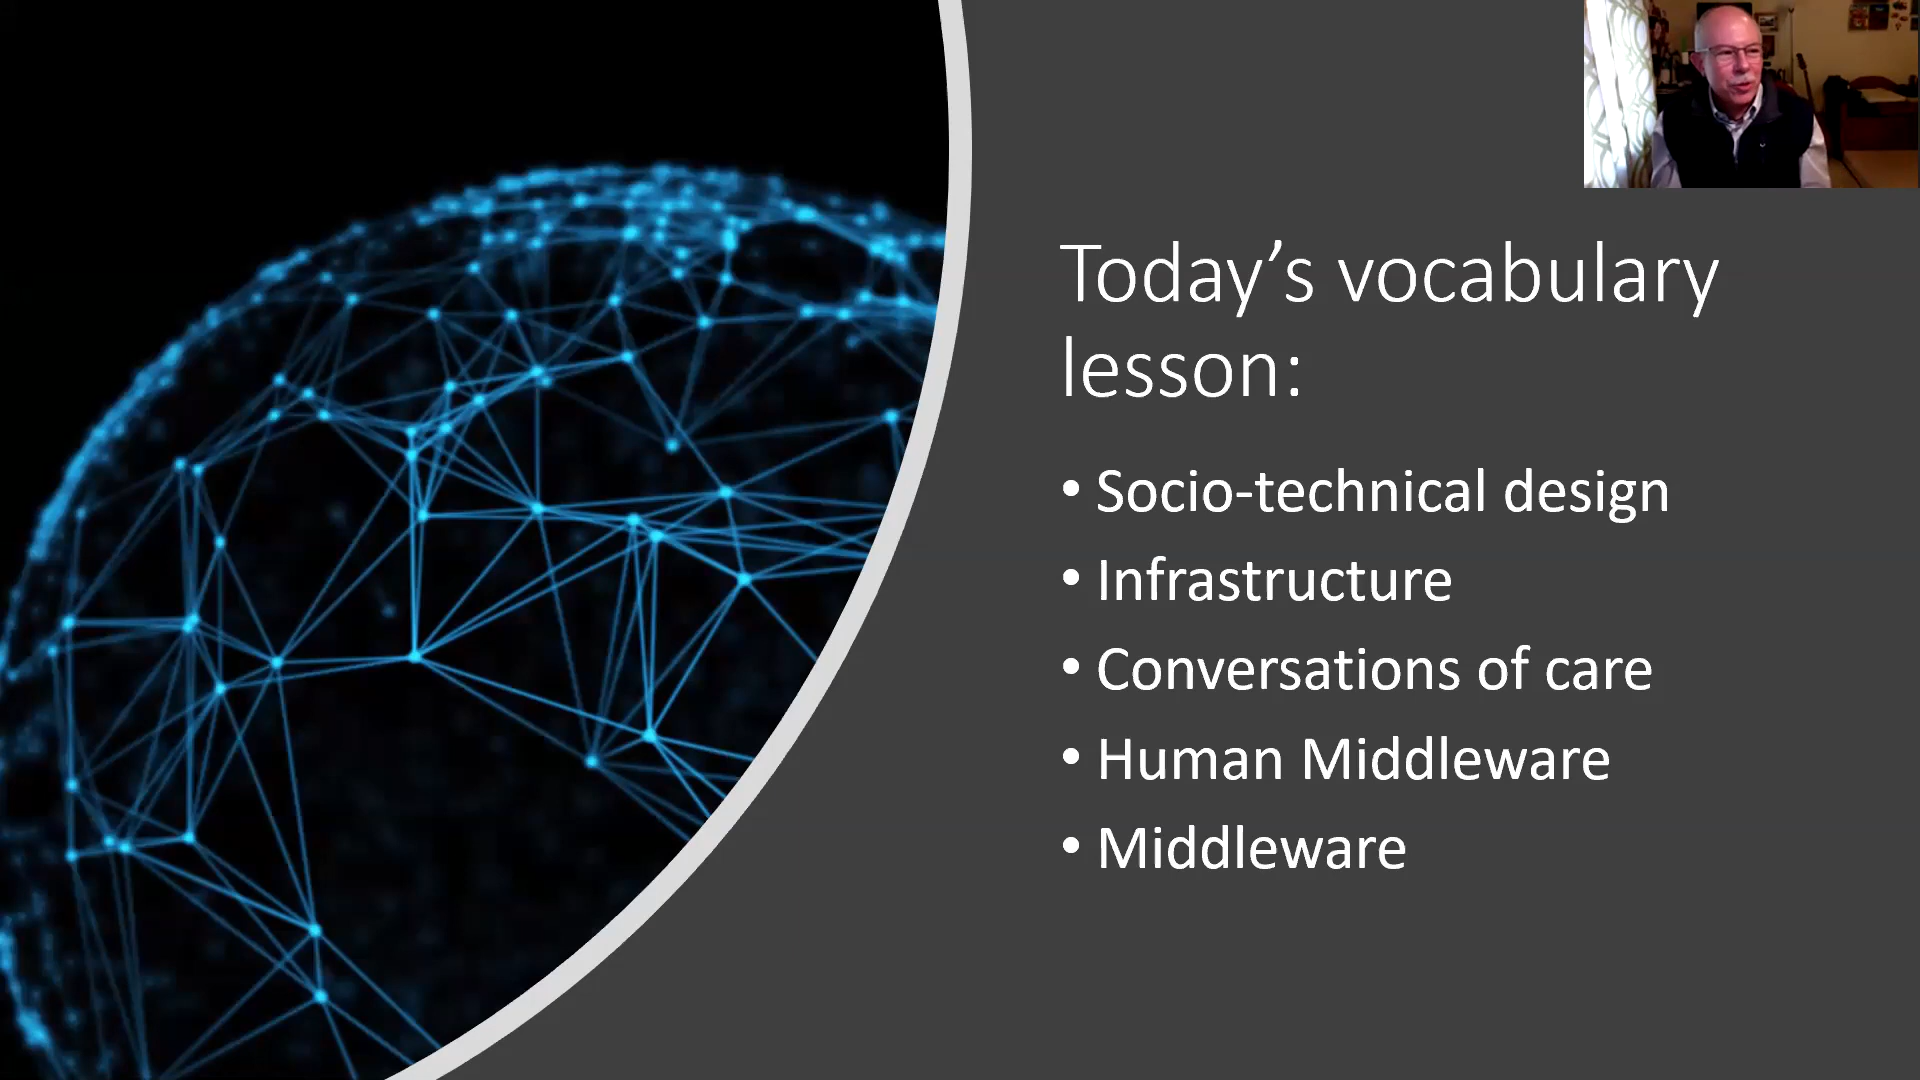 Today’s vocabulary
lesson:
• Socio-technical design
• Infrastructure
• Conversations of care
• Human Middleware
• Middleware